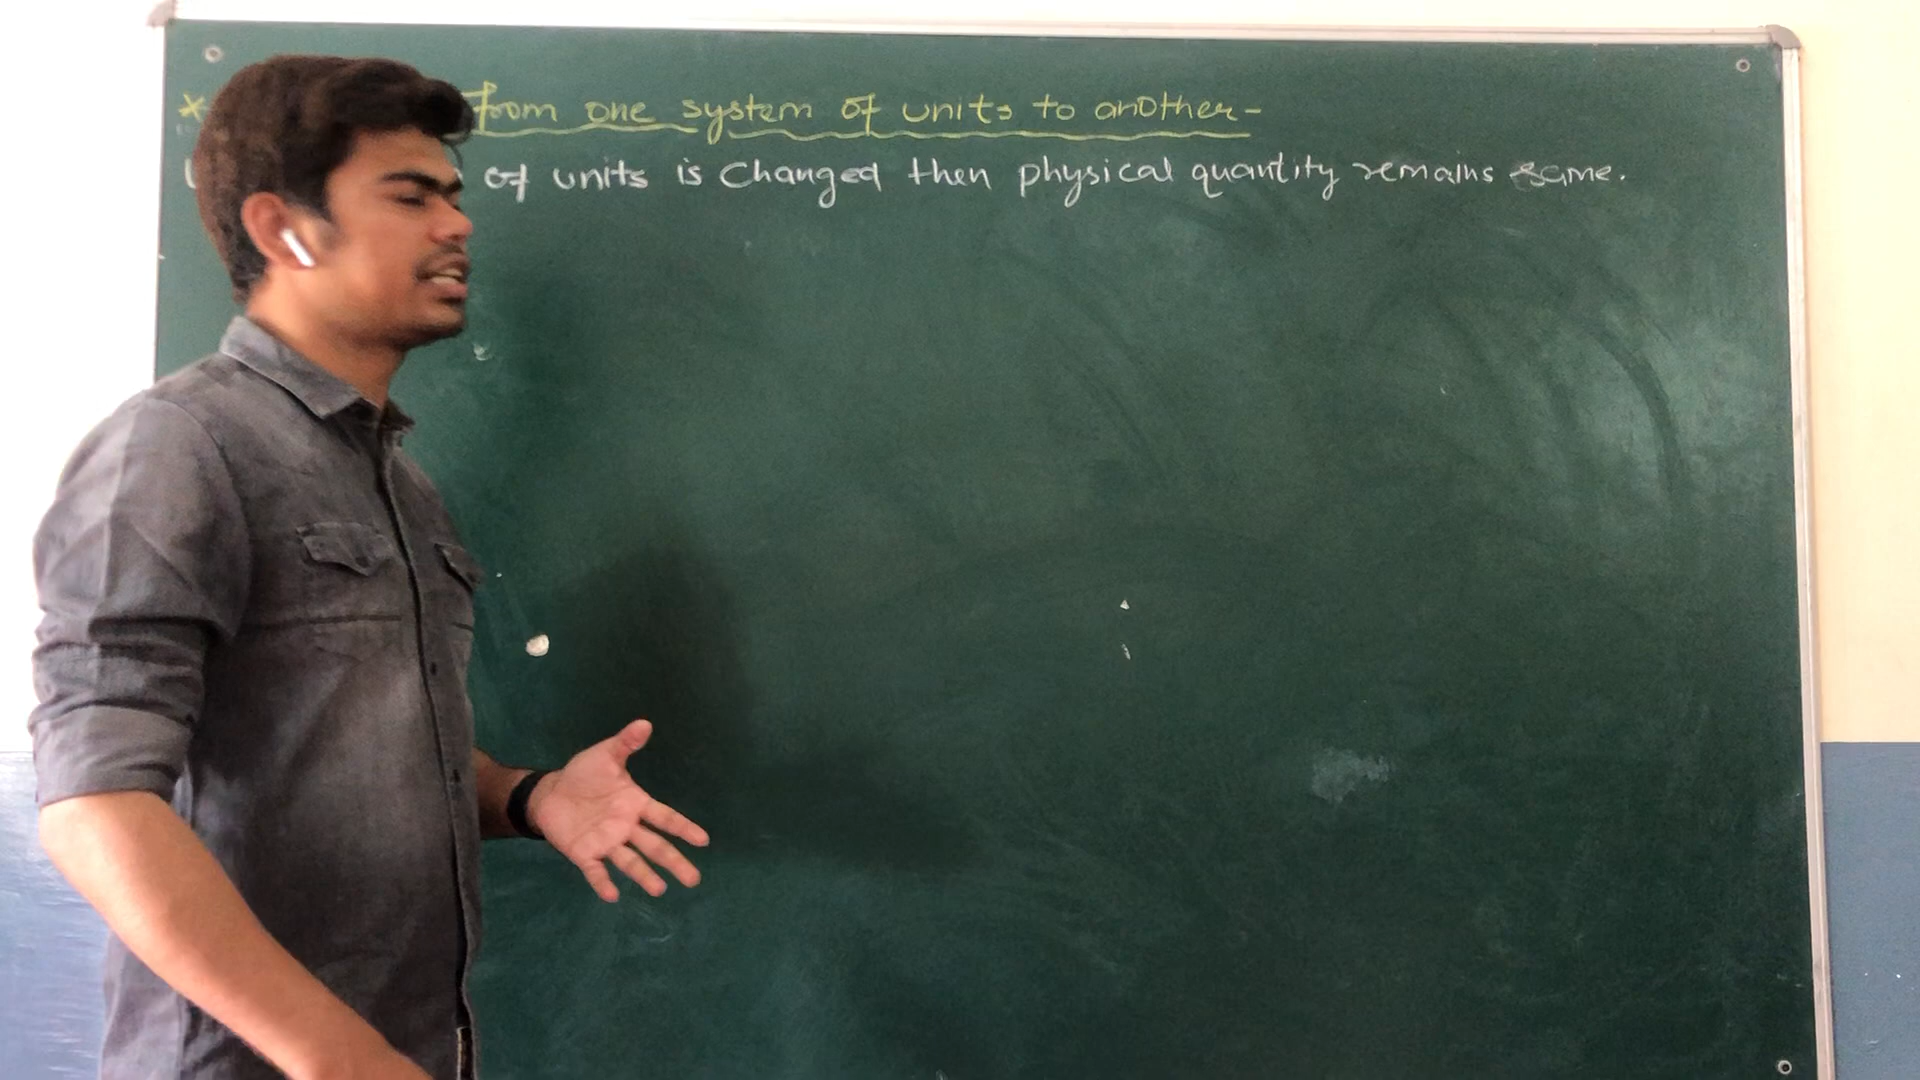 * from one system of units to another-
of units is changed then physical quantity remains same.